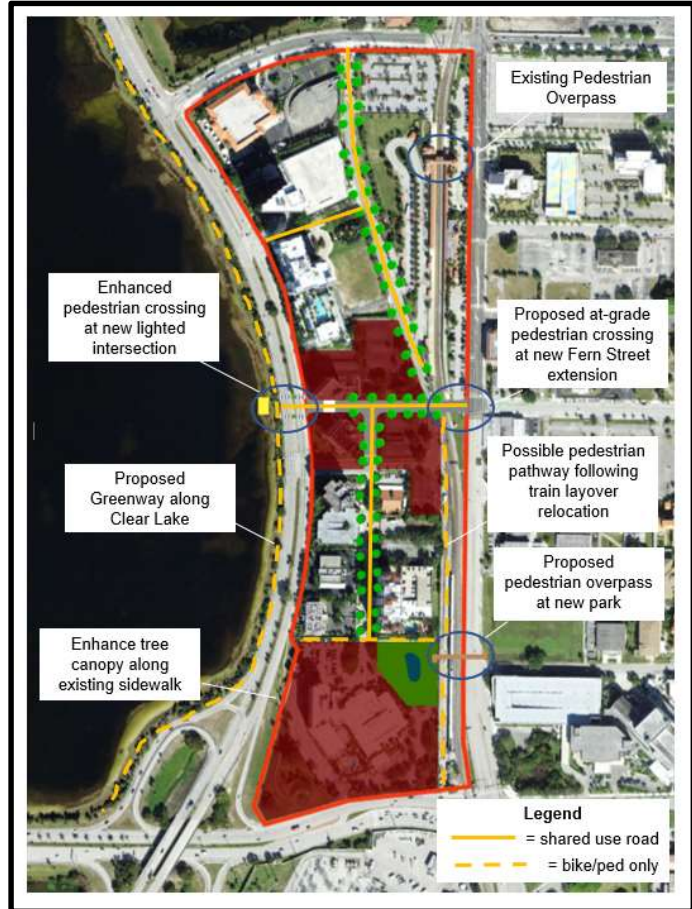 Existing Pedestrian
Overpass
Enhanced
pedestrian crossing
at new lighted
intersection
Proposed at-grade
pedestrian crossing
at new Fern Street
extension
Proposed
Greenway along
Clear Lake
Possible pedestrian
pathway following
train layover
relocation
Proposed
pedestrian overpass
at new park
Enhance tree
canopy along
existing sidewalk
Legend
= shared use road
= bike/ped only